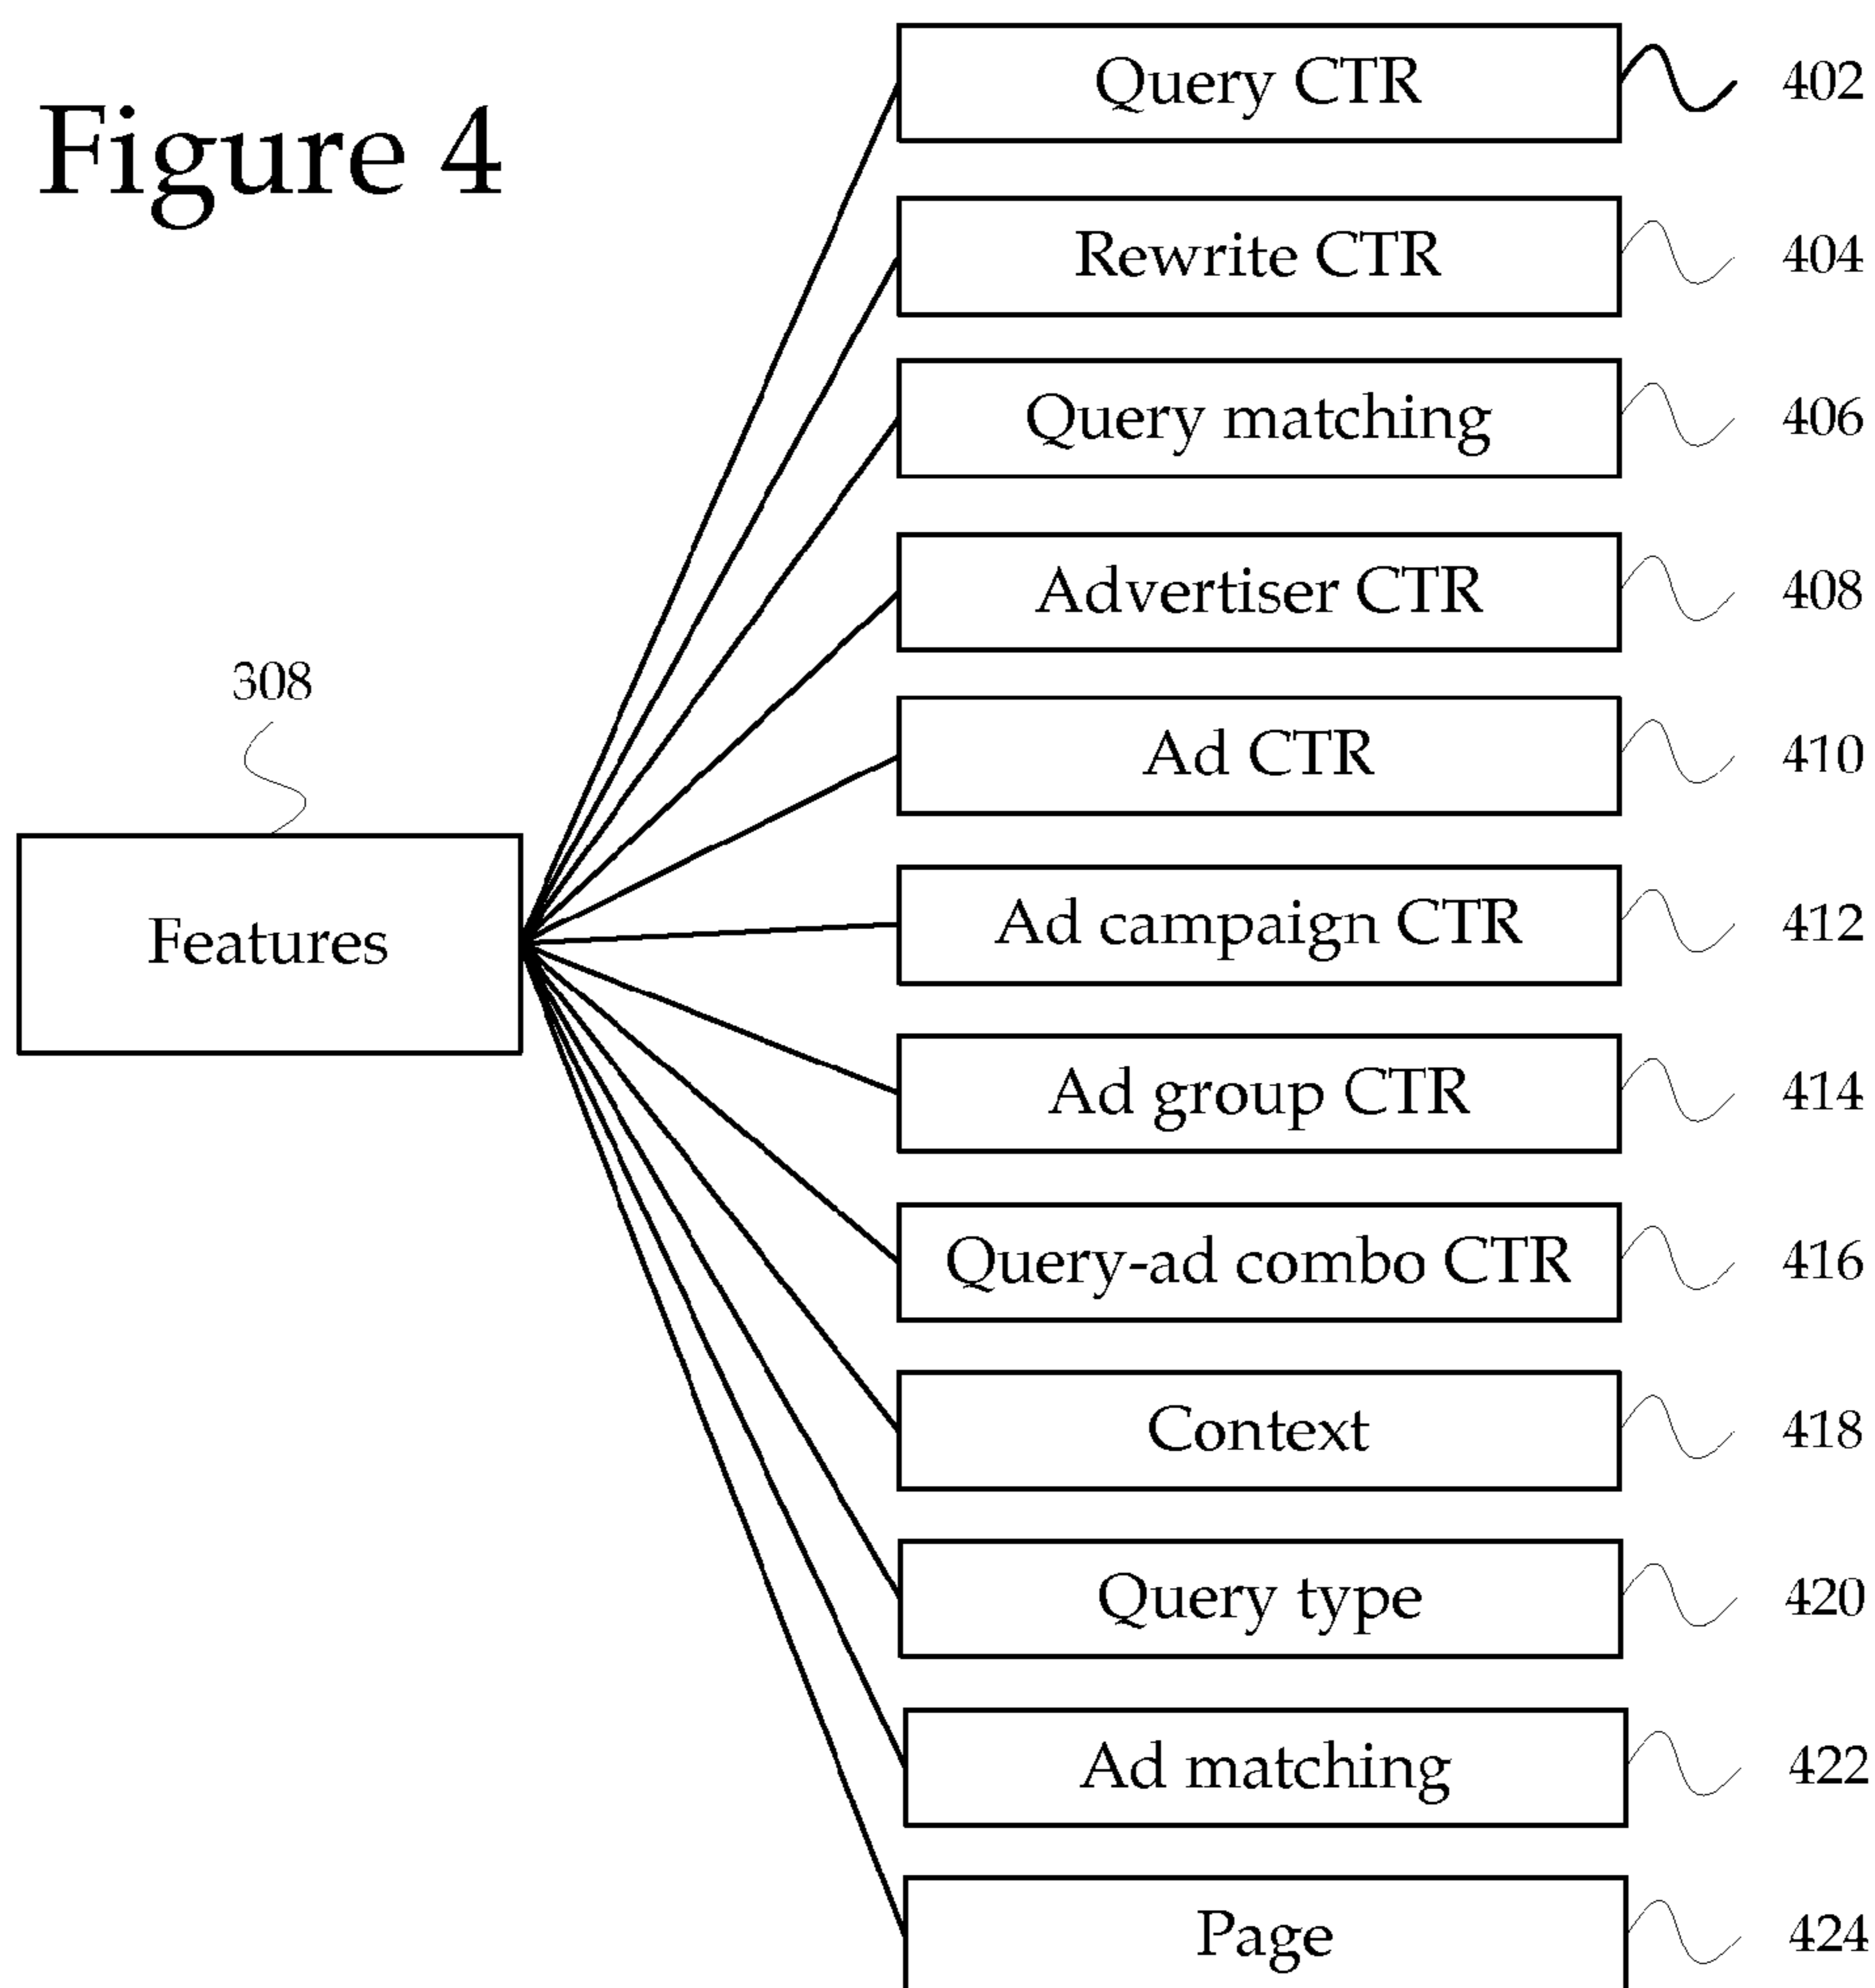 Figure 4
Query CTR 402
Rewrite CTR 404
Query matching 406
Advertiser CTR 408
308
Ad CTR 410
Features
Ad campaign CTR 412
Ad group CTR 414
Query-ad combo CTR 416
Context 418
Query type 420
Ad matching 422
Page 424